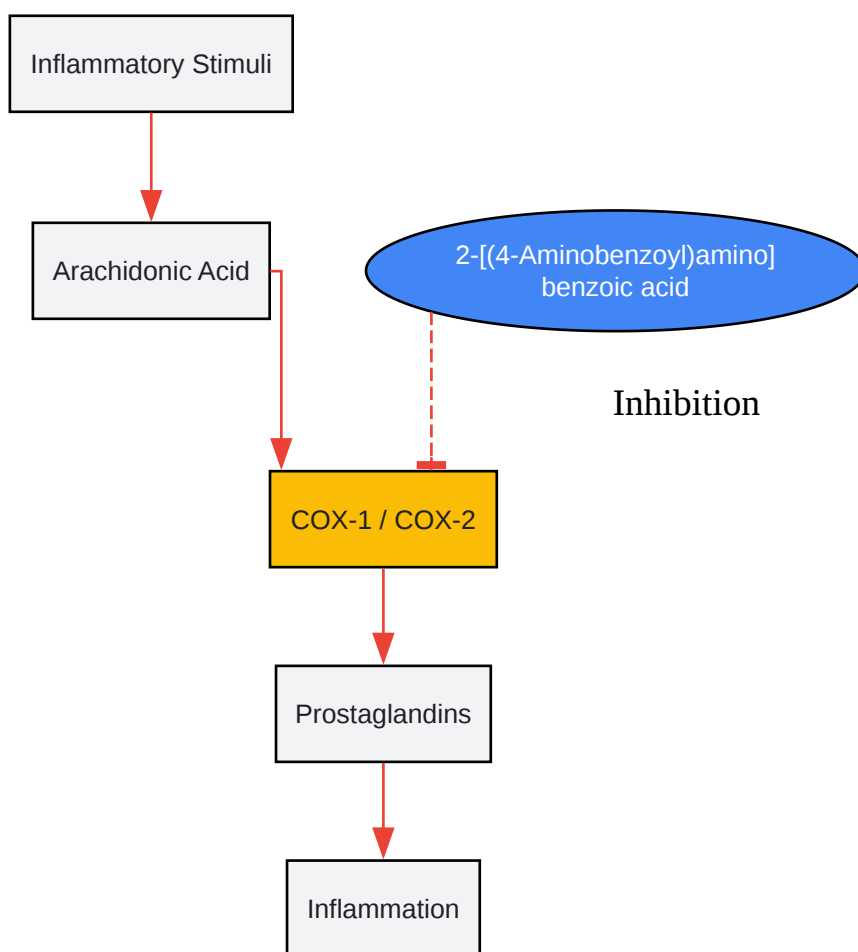 Inflammatory Stimuli
Arachidonic Acid
2-[(4-Aminobenzoyl)amino]
benzoic acid
Inhibition
COX-1 / COX-2
Prostaglandins
Inflammation